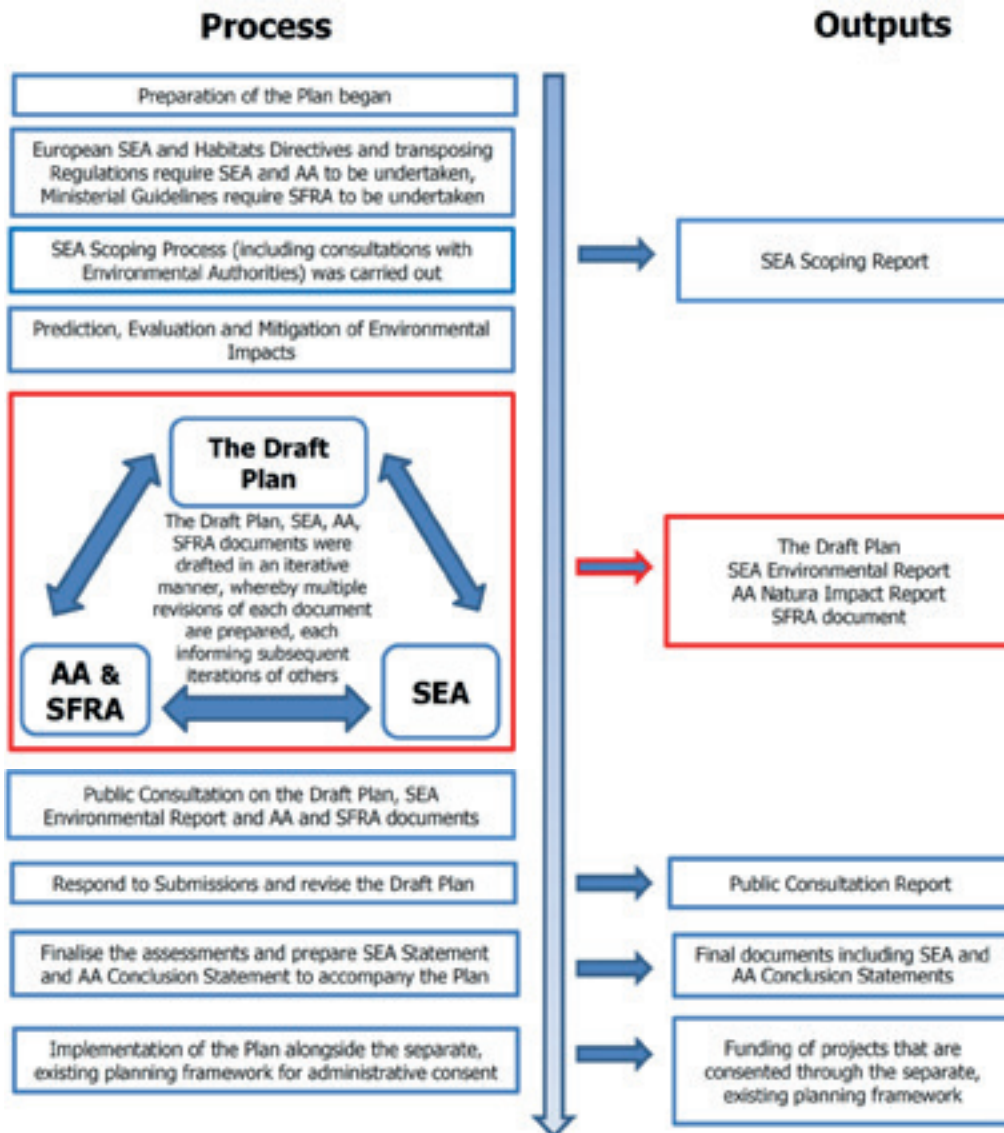 Process
Outputs
Preparation of the Plan began
European SEA and Habitats Directives and transposing
Regulations require SEA and AA to be undertaken,
Ministerial Guidelines require SFRA to be undertaken
SEA Scoping Process (including consultations with
Environmental Authorities) was carried out
SEA Scoping Report
Prediction, Evaluation and Mitigation of Environmental
Impacts
The Draft
Plan
The Draft Plan, SEA, AA,
SFRA documents were
drafted in an iterative
manner, whereby multiple
revisions of each document
are prepared, each
informing subsequent
iterations of others
AA &
SFRA
SEA
The Draft Plan
SEA Environmental Report
AA Natura Impact Report
SFRA document
Public Consultation on the Draft Plan, SEA
Environmental Report and AA and SFRA documents
Respond to Submissions and revise the Draft Plan
Public Consultation Report
Finalise the assessments and prepare SEA Statement
and AA Conclusion Statement to accompany the Plan
Final documents including SEA and
AA Conclusion Statements
Implementation of the Plan alongside the separate,
existing planning framework for administrative consent
Funding of projects that are
consented through the separate,
existing planning framework